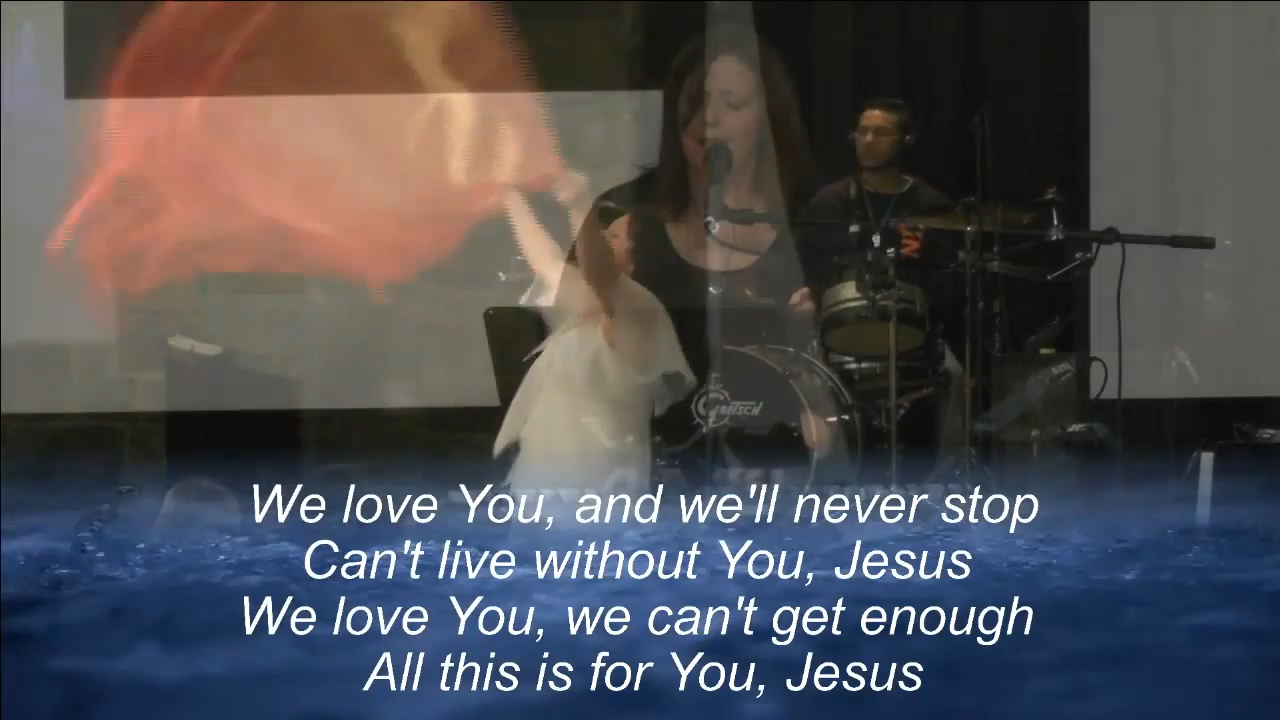 GRETSCH
We love You, and we'll never stop
Can't live without You, Jesus
We love You, we can't get enough
All this is for You, Jesus